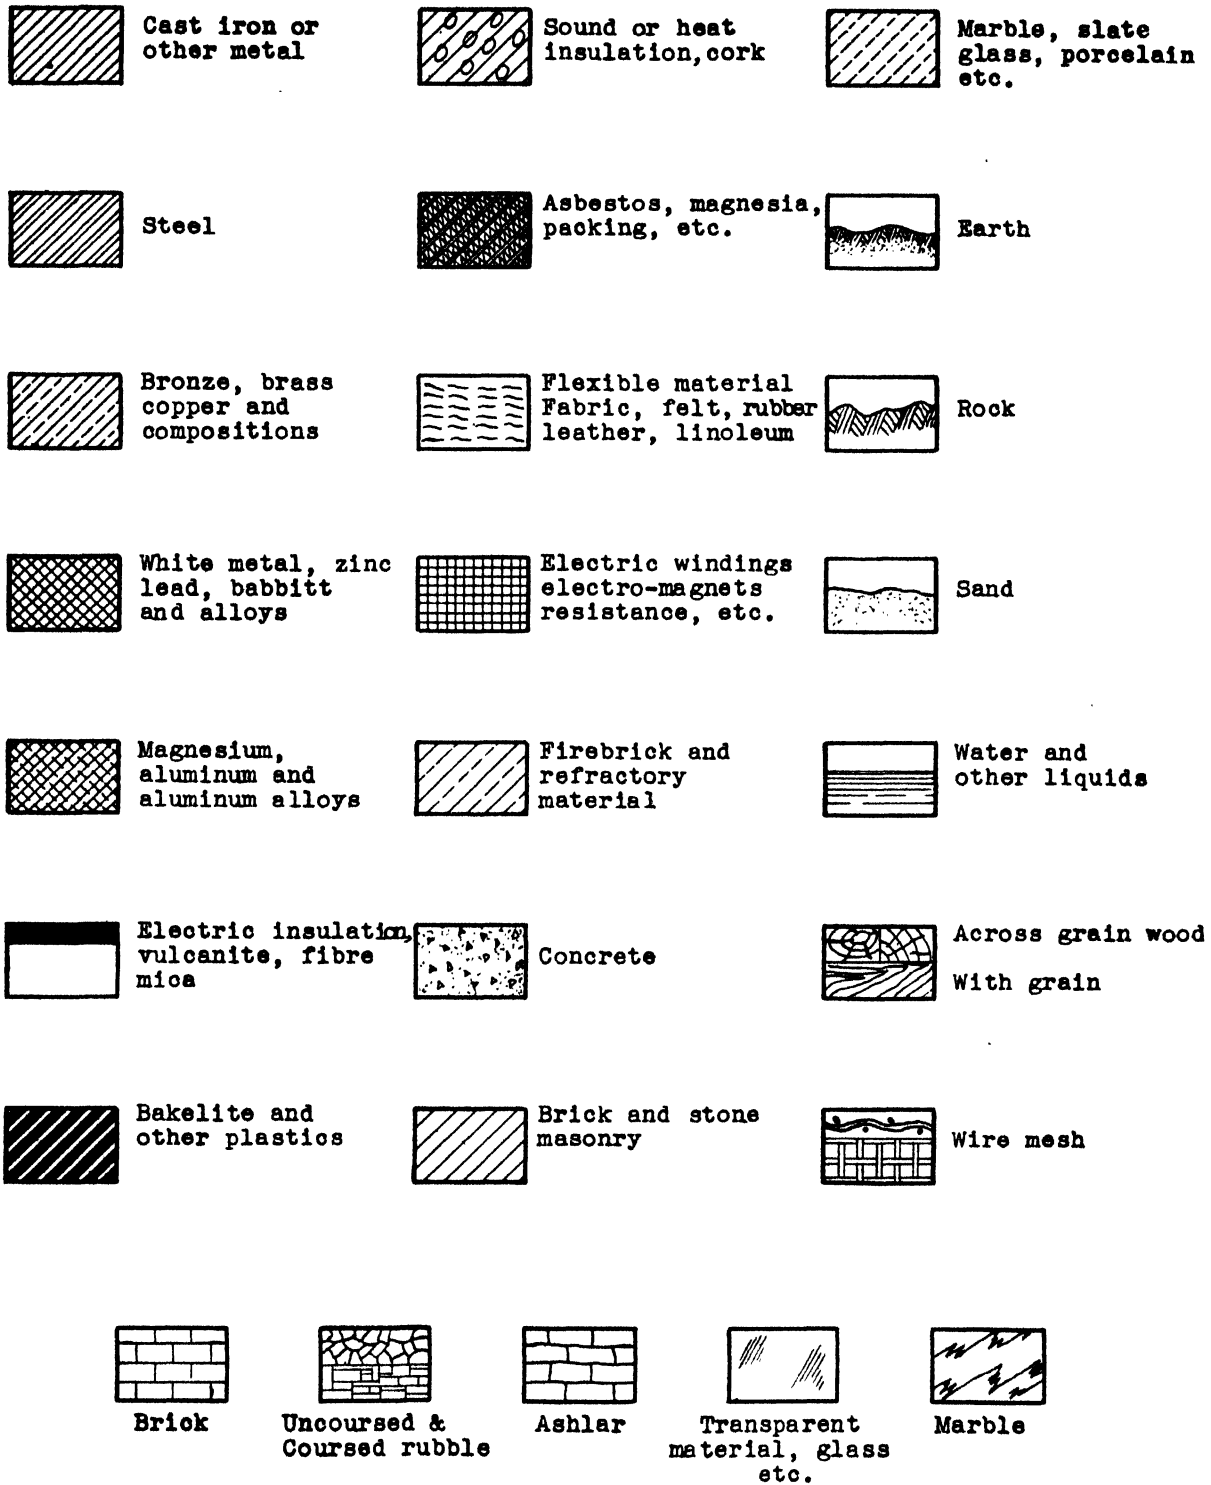 Cast iron or
other metal
Sound or heat
insulation, cork
Marble, slate
glass, porcelain
etc.
Steel
Asbestos, magnesia,
packing, etc.
Earth
Bronze, brass
copper and
compositions
Flexible material
Fabric, felt, rubber
leather, linoleum
Rock
White metal, zinc
lead, babbitt
and alloys
Electric windings
electro-magnets
resistance, etc.
Sand
Magnesium,
aluminum and
aluminum alloys
Firebrick and
refractory
material
Water and
other liquids
Electric insulation,
vulcanite, fibre
mica
Concrete
Across grain wood
With grain
Bakelite and
other plastics
Brick and stone
masonry
Wire mesh
Brick
Uncoursed &
Coursed rubble
Ashlar
Transparent
material, glass
etc.
Marble